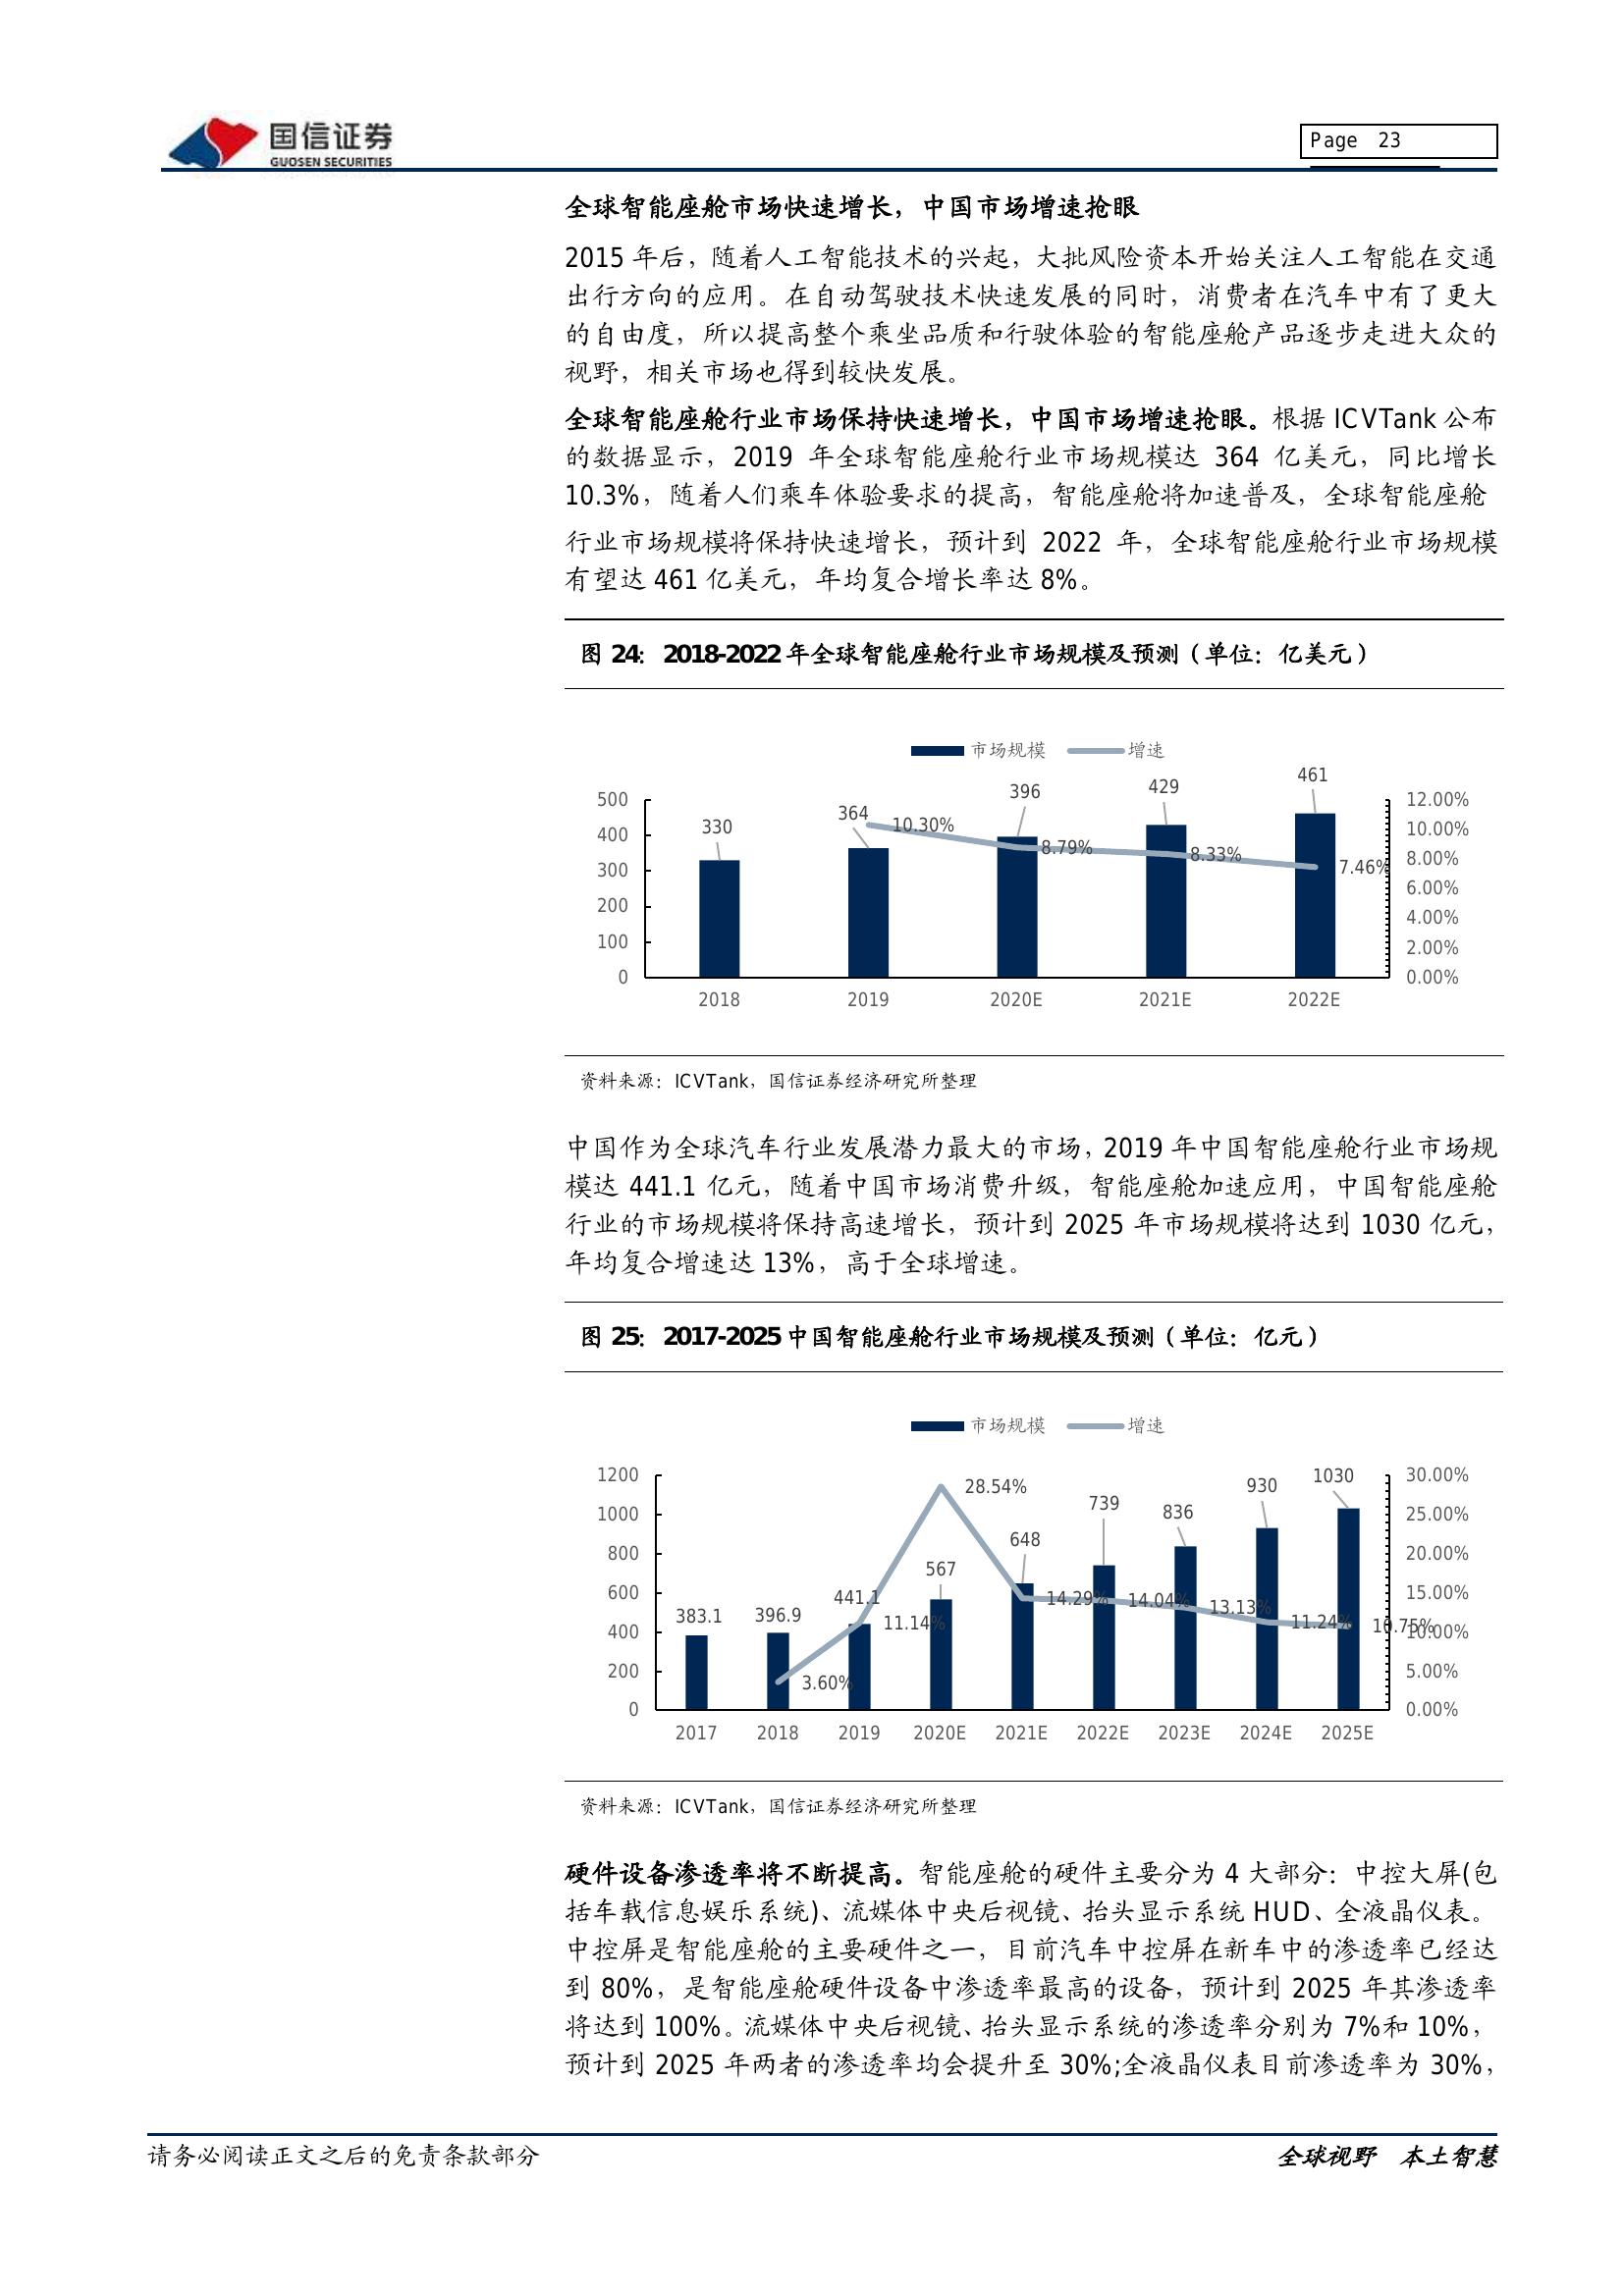 国信证券
GUOSEN SECURITIES
Page 23
全球智能座舱市场快速增长，中国市场增速抢眼
2015 年后，随着人工智能技术的兴起，大批风险资本开始关注人工智能在交通
出行方向的应用。在自动驾驶技术快速发展的同时，消费者在汽车中有了更大
的自由度，所以提高整个乘坐品质和行驶体验的智能座舱产品逐步走进大众的
视野，相关市场也得到较快发展。
全球智能座舱行业市场保持快速增长，中国市场增速抢眼。根据 ICVTank 公布
的数据显示，2019 年全球智能座舱行业市场规模达 364 亿美元，同比增长
10.3%，随着人们乘车体验要求的提高，智能座舱将加速普及，全球智能座舱
行业市场规模将保持快速增长，预计到 2022 年，全球智能座舱行业市场规模
有望达 461 亿美元，年均复合增长率达 8%。
图 24：2018-2022 年全球智能座舱行业市场规模及预测（单位：亿美元）
市场规模 增速
500 400 300 200 100 0
330 364 396 429 461
10.30% 8.79% 8.33% 7.46%
12.00% 10.00% 8.00% 6.00% 4.00% 2.00% 0.00%
2018 2019 2020E 2021E 2022E
资料来源：ICVTank，国信证券经济研究所整理
中国作为全球汽车行业发展潜力最大的市场，2019 年中国智能座舱行业市场规
模达 441.1 亿元，随着中国市场消费升级，智能座舱加速应用，中国智能座舱
行业的市场规模将保持高速增长，预计到 2025 年市场规模将达到 1030 亿元，
年均复合增速达 13%，高于全球增速。
图 25：2017-2025 中国智能座舱行业市场规模及预测（单位：亿元）
市场规模 增速
1200 1000 800 600 400 200 0
383.1 396.9 441.1 567 648 739 836 930 1030
3.60% 11.14% 28.54% 14.29% 14.04% 13.13% 11.24% 10.75%
30.00% 25.00% 20.00% 15.00% 10.00% 5.00% 0.00%
2017 2018 2019 2020E 2021E 2022E 2023E 2024E 2025E
资料来源：ICVTank，国信证券经济研究所整理
硬件设备渗透率将不断提高。智能座舱的硬件主要分为 4 大部分：中控大屏(包
括车载信息娱乐系统)、流媒体中央后视镜、抬头显示系统 HUD、全液晶仪表。
中控屏是智能座舱的主要硬件之一，目前汽车中控屏在新车中的渗透率已经达
到 80%，是智能座舱硬件设备中渗透率最高的设备，预计到 2025 年其渗透率
将达到 100%。流媒体中央后视镜、抬头显示系统的渗透率分别为 7%和 10%，
预计到 2025 年两者的渗透率均会提升至 30%;全液晶仪表目前渗透率为 30%，
请务必阅读正文之后的免责条款部分
全球视野 本土智慧